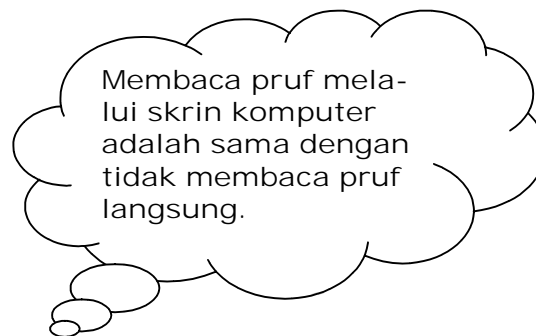 Membaca pruf mela-
lui skrin komputer
adalah sama dengan
tidak membaca pruf
langsung.